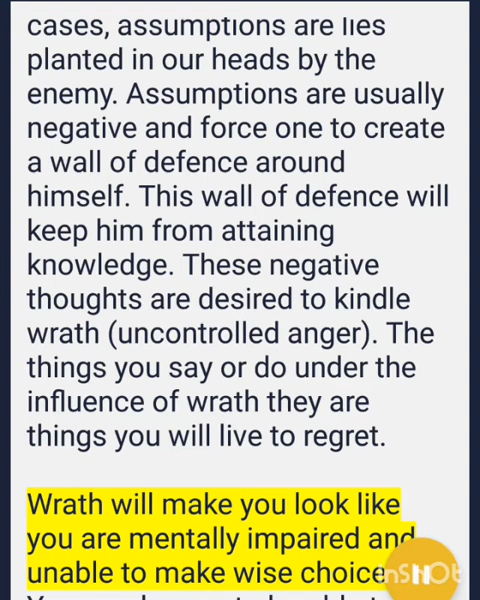 cases, assumptions are lies
planted in our heads by the
enemy. Assumptions are usually
negative and force one to create
a wall of defence around
himself. This wall of defence will
keep him from attaining
knowledge. These negative
thoughts are desired to kindle
wrath (uncontrolled anger). The
things you say or do under the
influence of wrath they are
things you will live to regret.
Wrath will make you look like
you are mentally impaired and
unable to make wise choice
InSHOt